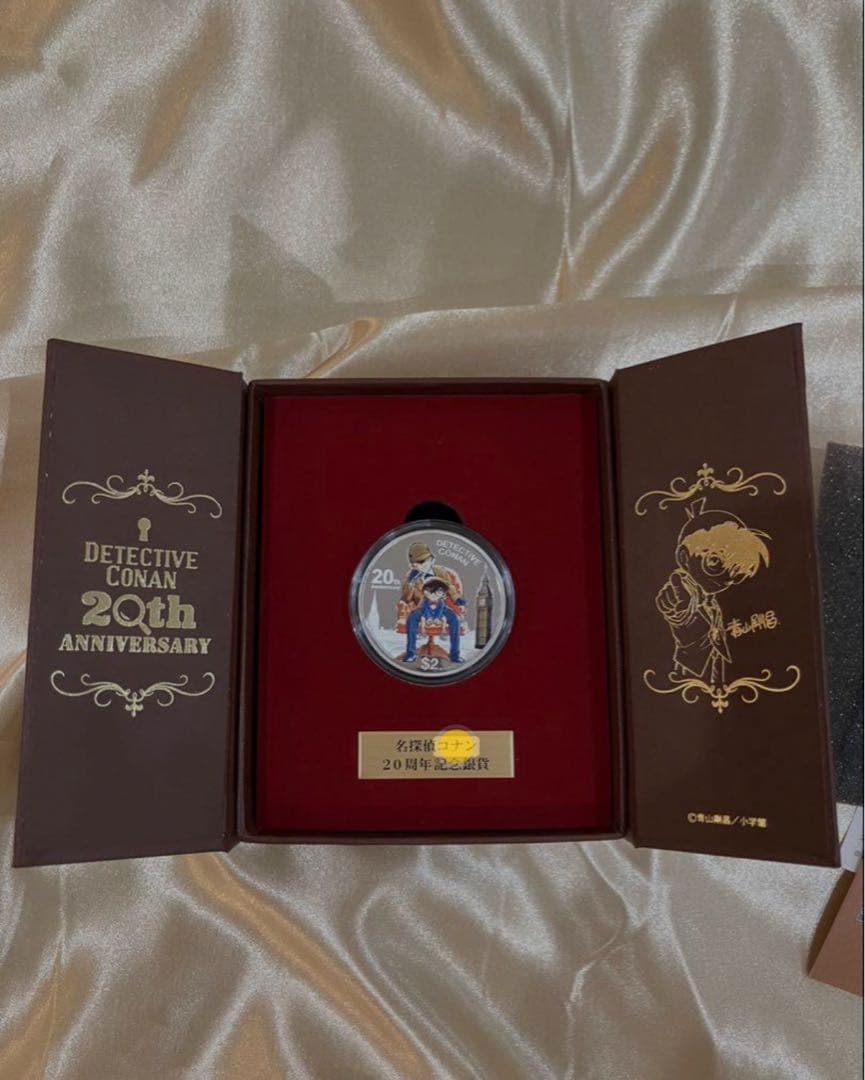 DETECTIVE
CONAN
20th
ANNIVERSARY
DETECTIVE
CONAN
20th
$2
名探偵コナン
20周年記念銀貨
青山剛昌
©青山剛昌／小学館